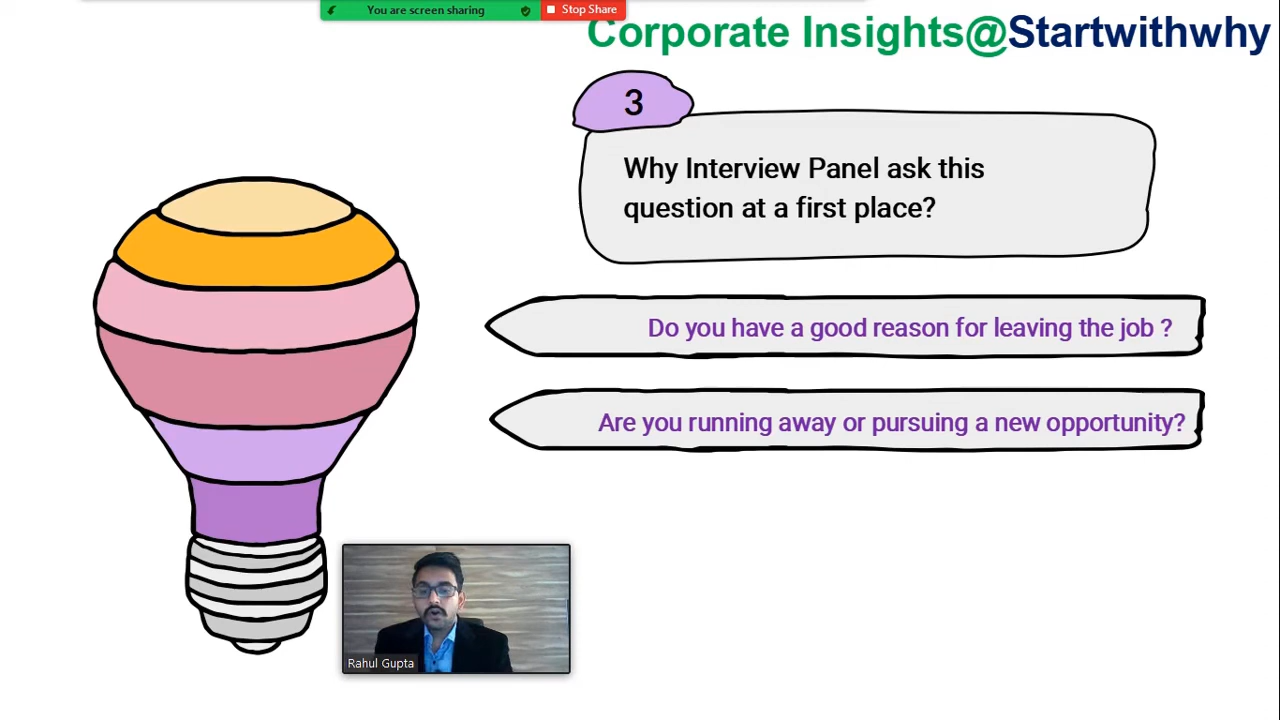 You are screen sharing
Stop Share
Corporate Insights@Startwithwhy
3
Why Interview Panel ask this
question at a first place?
Do you have a good reason for leaving the job ?
Are you running away or pursuing a new opportunity?
Rahul Gupta